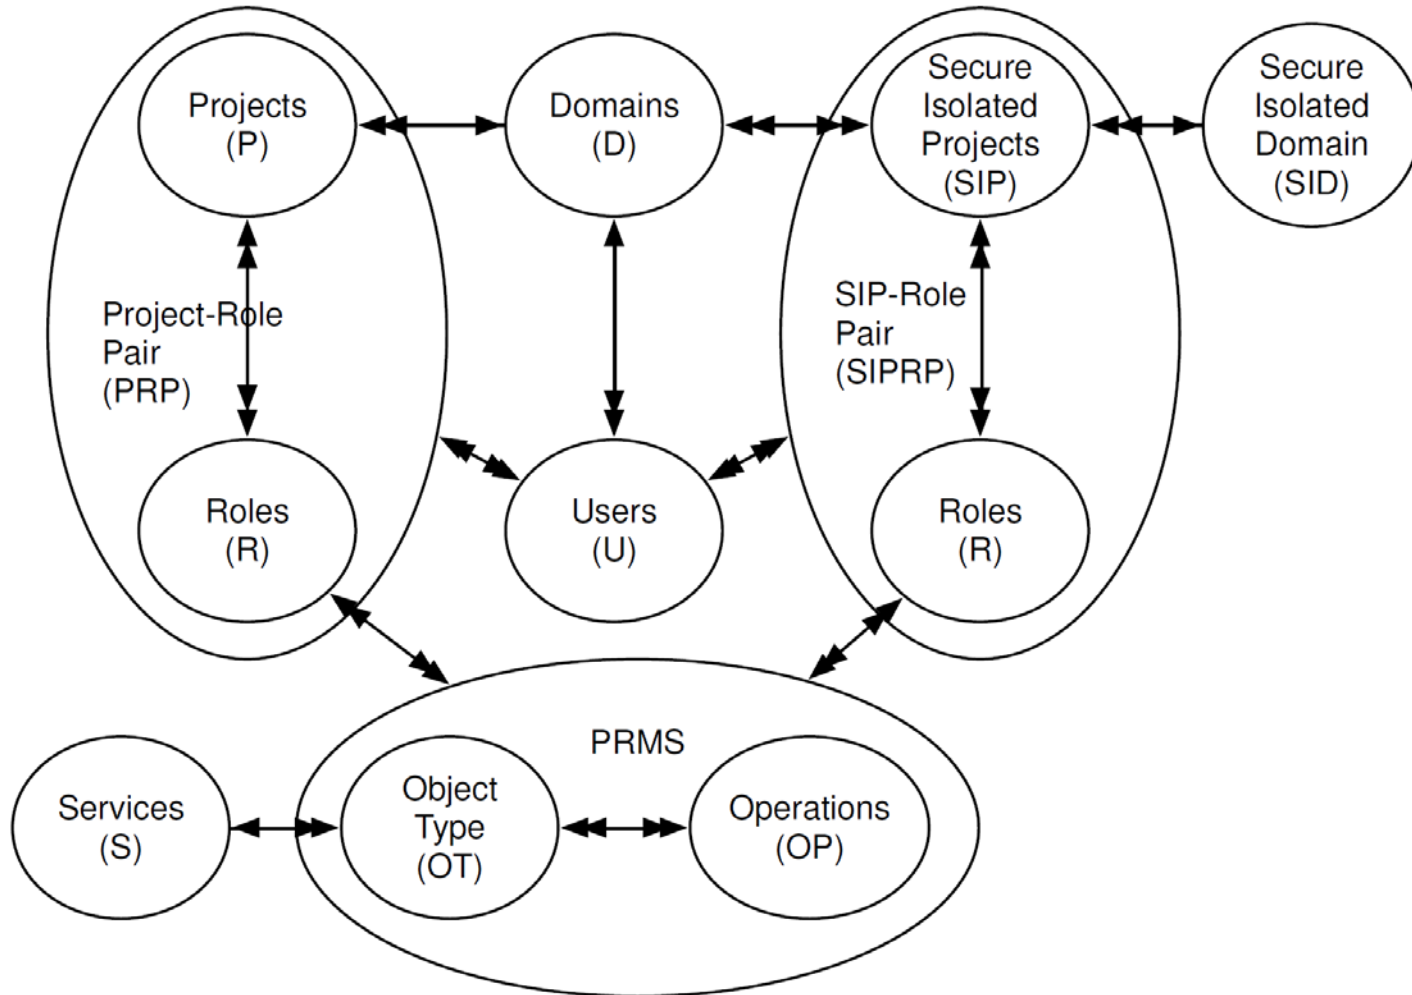 Projects
(P)
Domains
(D)
Secure
Isolated
Projects
(SIP)
Secure
Isolated
Domain
(SID)
Project-Role
Pair
(PRP)
SIP-Role
Pair
(SIPRP)
Roles
(R)
Users
(U)
Roles
(R)
PRMS
Services
(S)
Object
Type
(OT)
Operations
(OP)